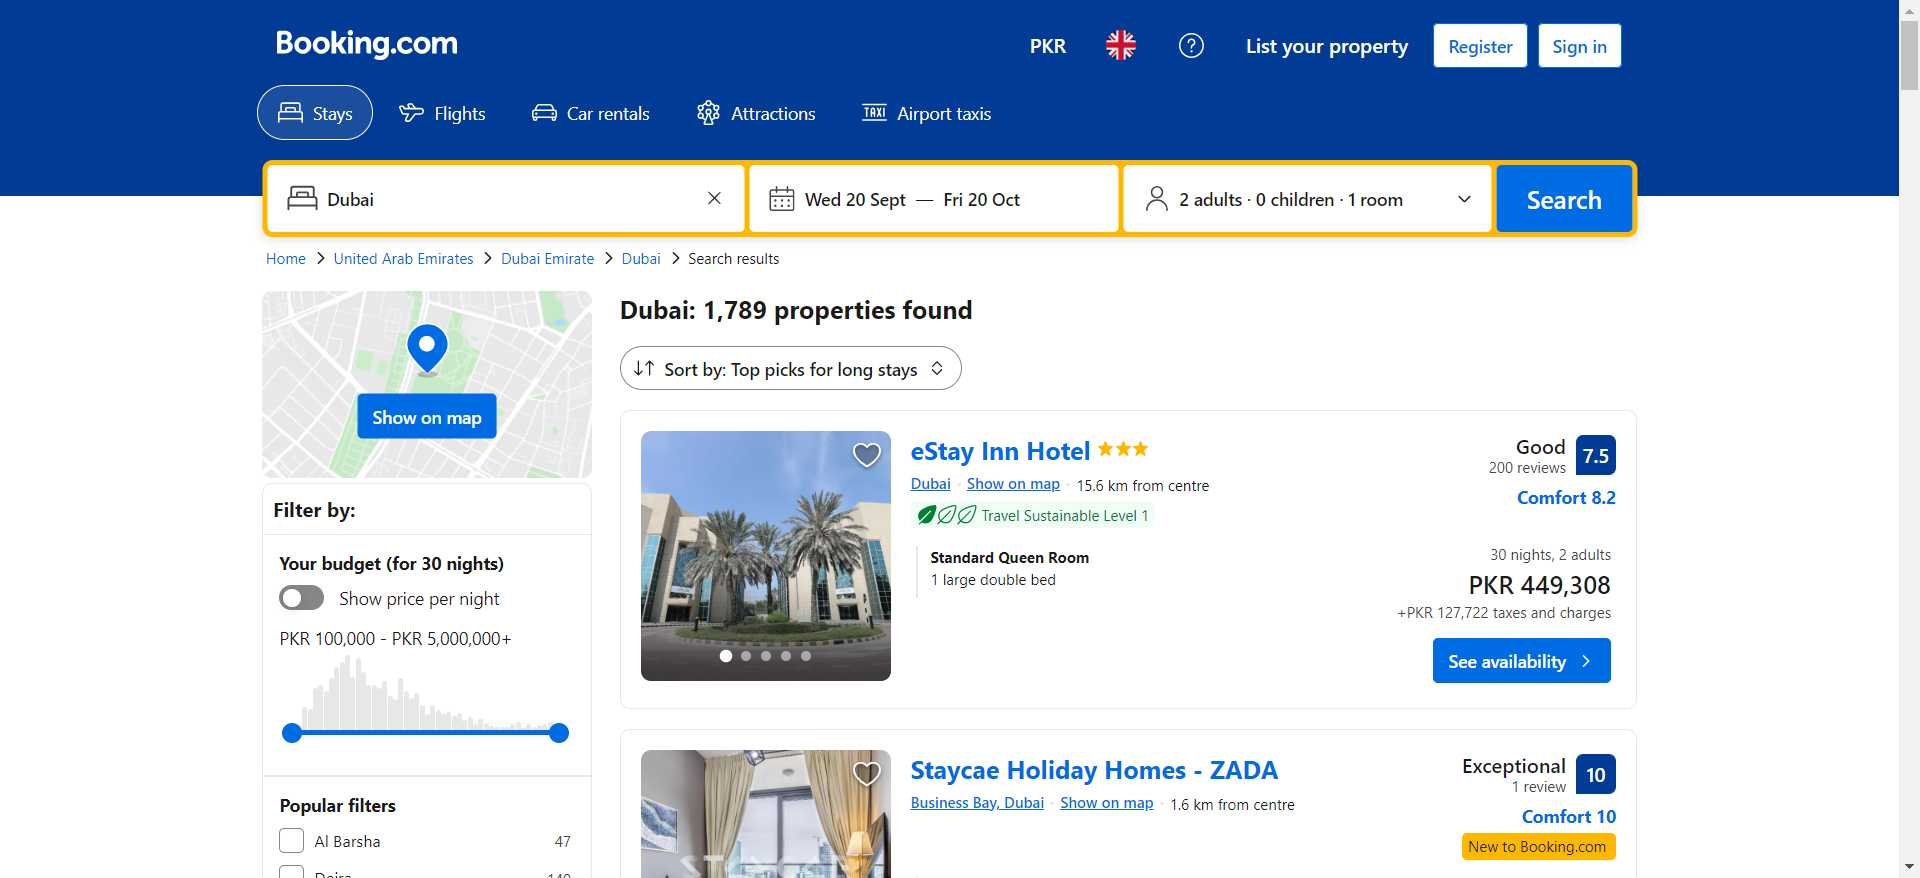 Booking.com
PKR
List your property
Register
Sign in
Stays
Flights
Car rentals
Attractions
TAXI
Airport taxis
Dubai
Wed 20 Sept — Fri 20 Oct
2 adults · 0 children · 1 room
Search
Home
United Arab Emirates
Dubai Emirate
Dubai
Search results
Show on map
Filter by:
Your budget (for 30 nights)
Show price per night
PKR 100,000 - PKR 5,000,000+
Popular filters
Al Barsha
47
Deira
140
Dubai: 1,789 properties found
Sort by: Top picks for long stays
eStay Inn Hotel
Dubai · Show on map · 15.6 km from centre
Travel Sustainable Level 1
Standard Queen Room
1 large double bed
Good
200 reviews
7.5
Comfort 8.2
30 nights, 2 adults
PKR 449,308
+PKR 127,722 taxes and charges
See availability
Staycae Holiday Homes - ZADA
Business Bay, Dubai · Show on map · 1.6 km from centre
Exceptional
1 review
10
Comfort 10
New to Booking.com